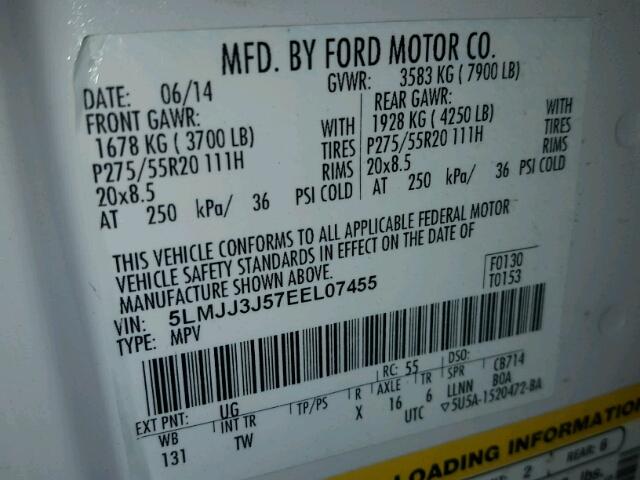 MFD. BY FORD MOTOR CO.
DATE: 06/14 GVWR: 3583 KG ( 7900 LB)
FRONT GAWR: REAR GAWR:
1678 KG ( 3700 LB) WITH 1928 KG ( 4250 LB) WITH
P275/55R20 111H TIRES P275/55R20 111H TIRES
20x8.5 RIMS 20x8.5 RIMS
AT 250 kPa/ 36 PSI COLD AT 250 kPa/ 36 PSI COLD
THIS VEHICLE CONFORMS TO ALL APPLICABLE FEDERAL MOTOR
VEHICLE SAFETY STANDARDS IN EFFECT ON THE DATE OF
MANUFACTURE SHOWN ABOVE.
F0130
T0153
VIN: 5LMJJ3J57EEL07455
TYPE: MPV
EXT PNT: UG RC: 55 DSO:
WB INT TR TP/PS R AXLE TR SPR CB714
131 TW X 16 6 LLNN BOA
UTC ▽5U5A-1520472-BA
LOADING INFORMATION
2 REAR: 6
lbs.